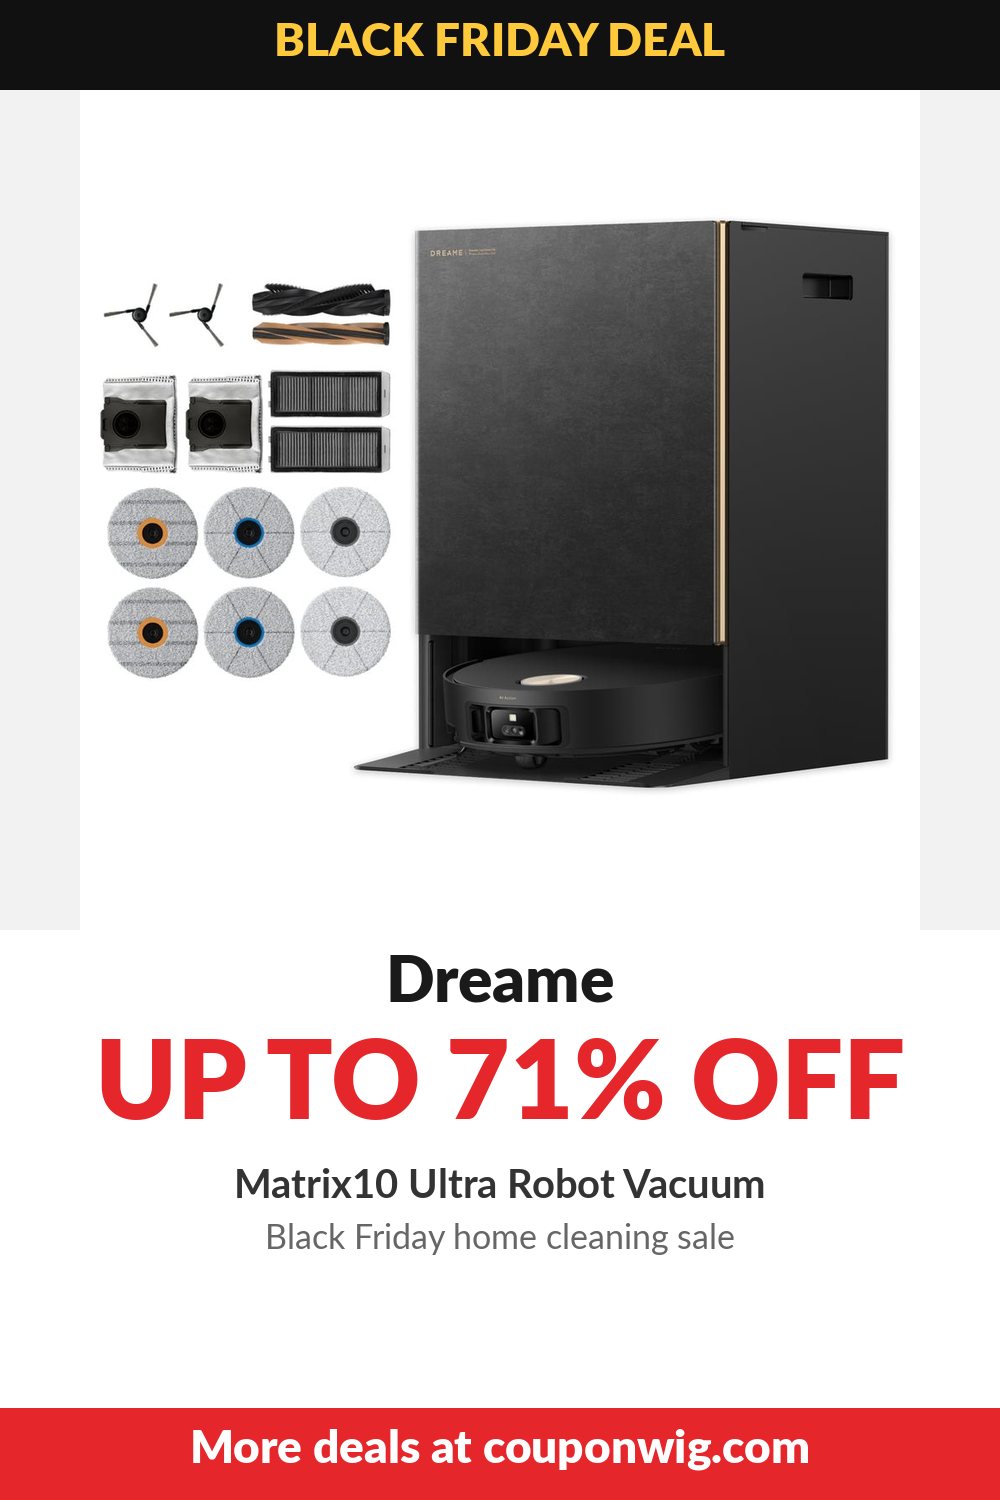 BLACK FRIDAY DEAL
DREAME
Dreame
UP TO 71% OFF
Matrix10 Ultra Robot Vacuum
Black Friday home cleaning sale
More deals at couponwig.com